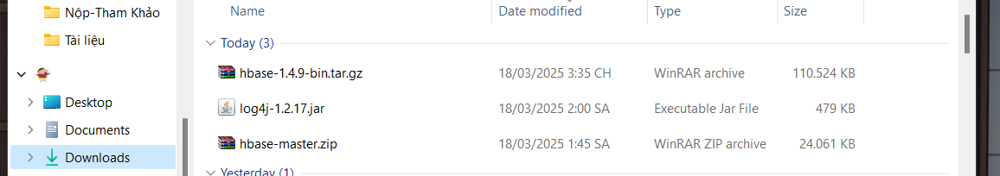 Nộp-Tham Khảo
Tài liệu
Desktop
Documents
Downloads
Name Date modified Type Size
Today (3)
hbase-1.4.9-bin.tar.gz 18/03/2025 3:35 CH WinRAR archive 110.524 KB
log4j-1.2.17.jar 18/03/2025 2:00 SA Executable Jar File 479 KB
hbase-master.zip 18/03/2025 1:45 SA WinRAR ZIP archive 24.061 KB
Yesterday (1)